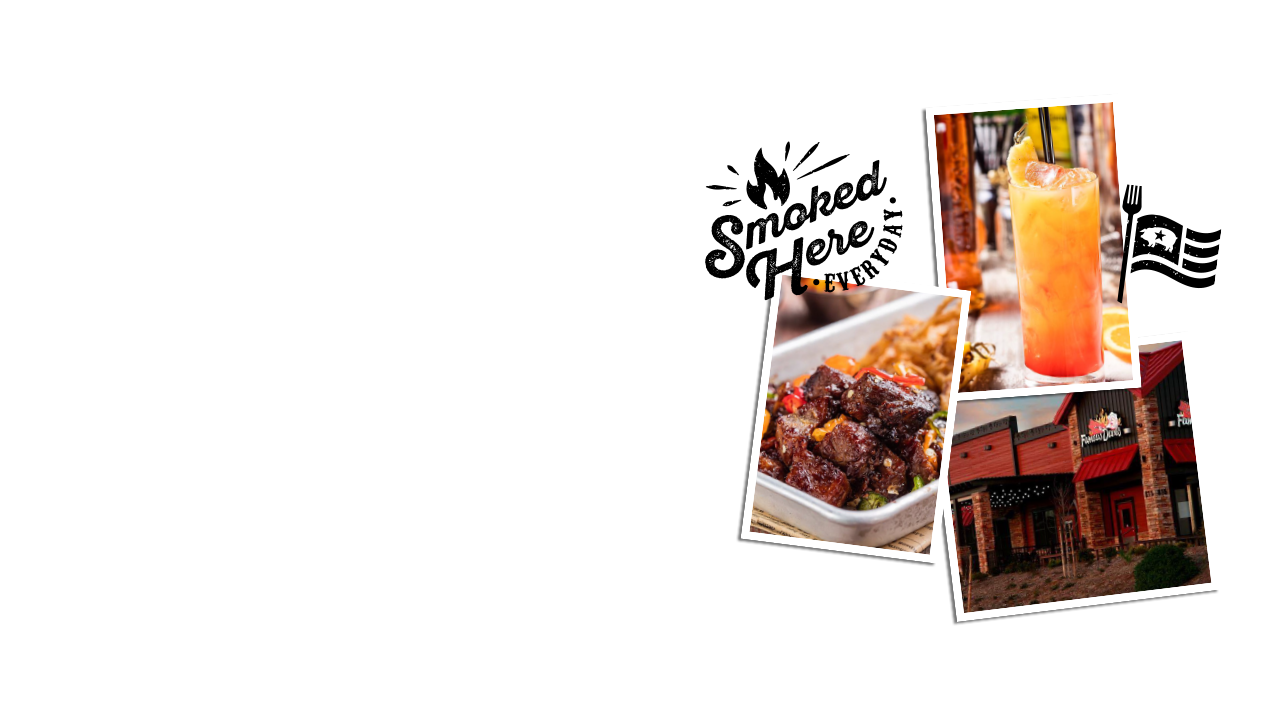 Smoked
Here
• EVERYDAY •
Famous Dave's